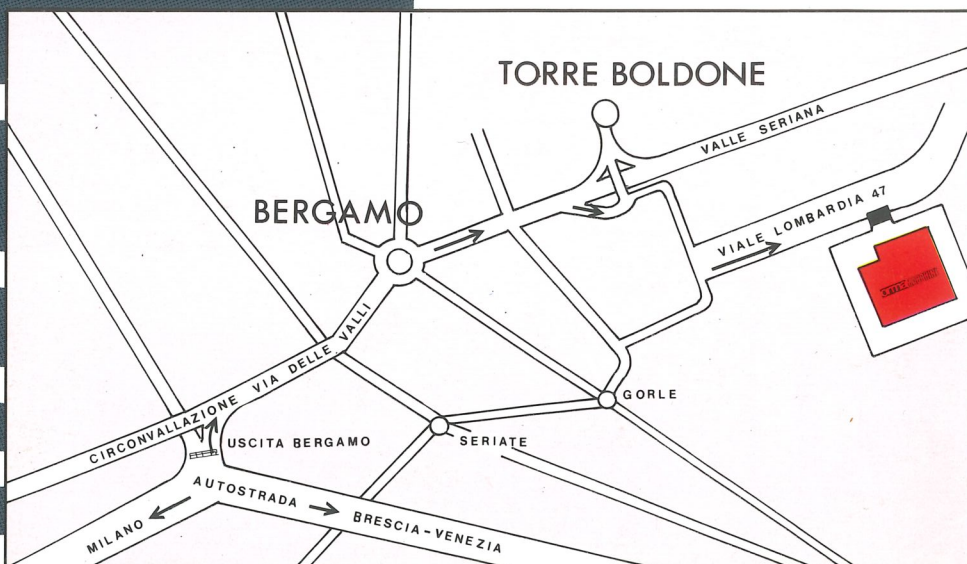 TORRE BOLDONE
VALLE SERIANA
BERGAMO
VIALE LOMBARDIA 47
CIRCONVALLAZIONE VIA DELLE VALLI
GORLE
USCITA BERGAMO
SERIATE
AUTOSTRADA
MILANO
BRESCIA-VENEZIA